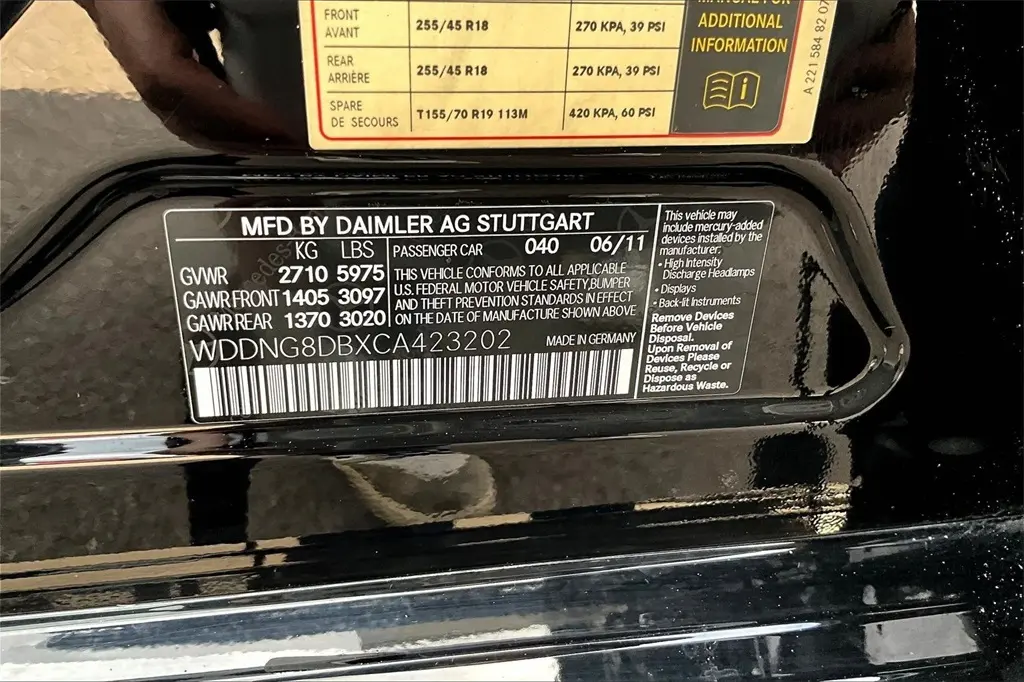 MANUAL FOR
ADDITIONAL
INFORMATION
FRONT
AVANT
255/45 R18
270 KPA, 39 PSI
REAR
ARRIÈRE
255/45 R18
270 KPA, 39 PSI
SPARE
DE SECOURS
T155/70 R19 113M
420 KPA, 60 PSI
A 221 584 82 07
MFD BY DAIMLER AG STUTTGART
KG LBS
GVWR 2710 5975
GAWR FRONT 1405 3097
GAWR REAR 1370 3020
PASSENGER CAR 040 06/11
THIS VEHICLE CONFORMS TO ALL APPLICABLE
U.S. FEDERAL MOTOR VEHICLE SAFETY,BUMPER
AND THEFT PREVENTION STANDARDS IN EFFECT
ON THE DATE OF MANUFACTURE SHOWN ABOVE
WDDNG8DBXCA423202
MADE IN GERMANY
This vehicle may
include mercury-added
devices installed by the
manufacturer:
• High Intensity
Discharge Headlamps
• Displays
• Back-lit Instruments
Remove Devices
Before Vehicle
Disposal.
Upon Removal of
Devices Please
Reuse, Recycle or
Dispose as
Hazardous Waste.